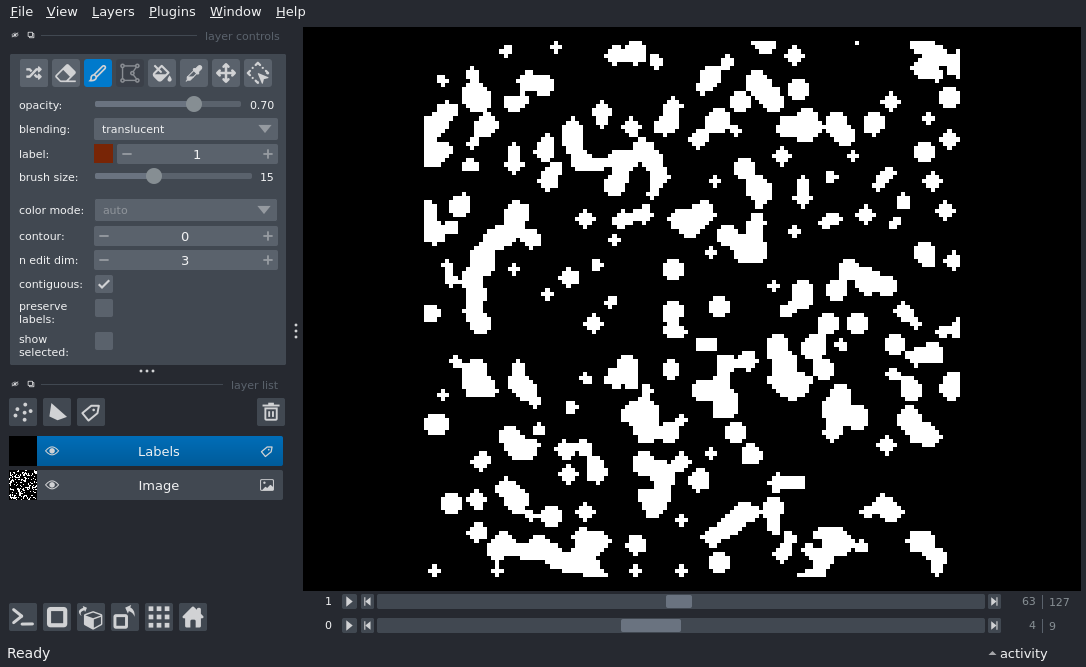 File View Layers Plugins Window Help
layer controls
opacity: 0.70
blending: translucent
label: 1
brush size: 15
color mode: auto
contour: 0
n edit dim: 3
contiguous:
preserve
labels:
show
selected:
layer list
Labels
Image
1 63 127
0 4 9
Ready activity